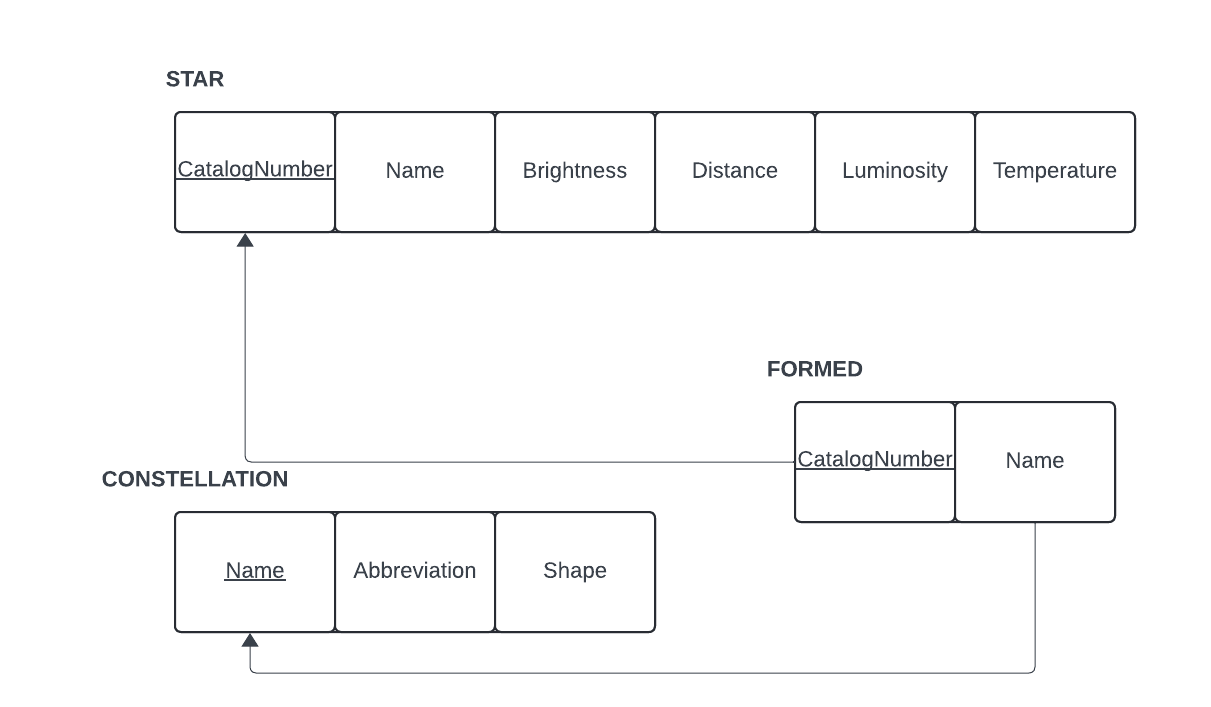 STAR
CatalogNumber Name Brightness Distance Luminosity Temperature
FORMED
CatalogNumber Name
CONSTELLATION
Name Abbreviation Shape